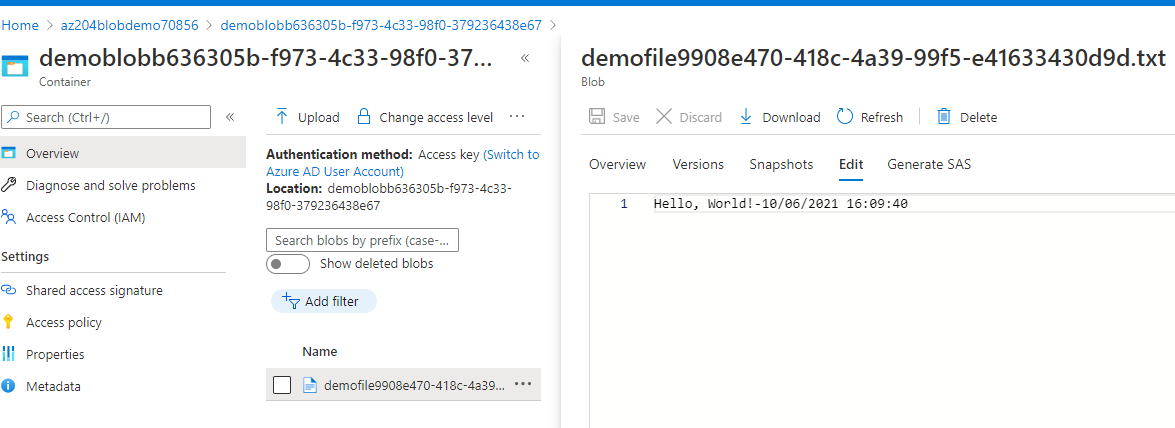 Home > az204blobdemo70856 > demoblobb636305b-f973-4c33-98f0-379236438e67 >
demoblobb636305b-f973-4c33-98f0-37... «
Container
Search (Ctrl+/) «
Overview
Diagnose and solve problems
Access Control (IAM)
Settings
Shared access signature
Access policy
Properties
Metadata
Upload Change access level ...
Authentication method: Access key (Switch to
Azure AD User Account)
Location: demoblobb636305b-f973-4c33-
98f0-379236438e67
Search blobs by prefix (case-...
Show deleted blobs
Add filter
Name
demofile9908e470-418c-4a39... ...
demofile9908e470-418c-4a39-99f5-e41633430d9d.txt
Blob
Save Discard Download Refresh Delete
Overview Versions Snapshots Edit Generate SAS
1 Hello, World!-10/06/2021 16:09:40